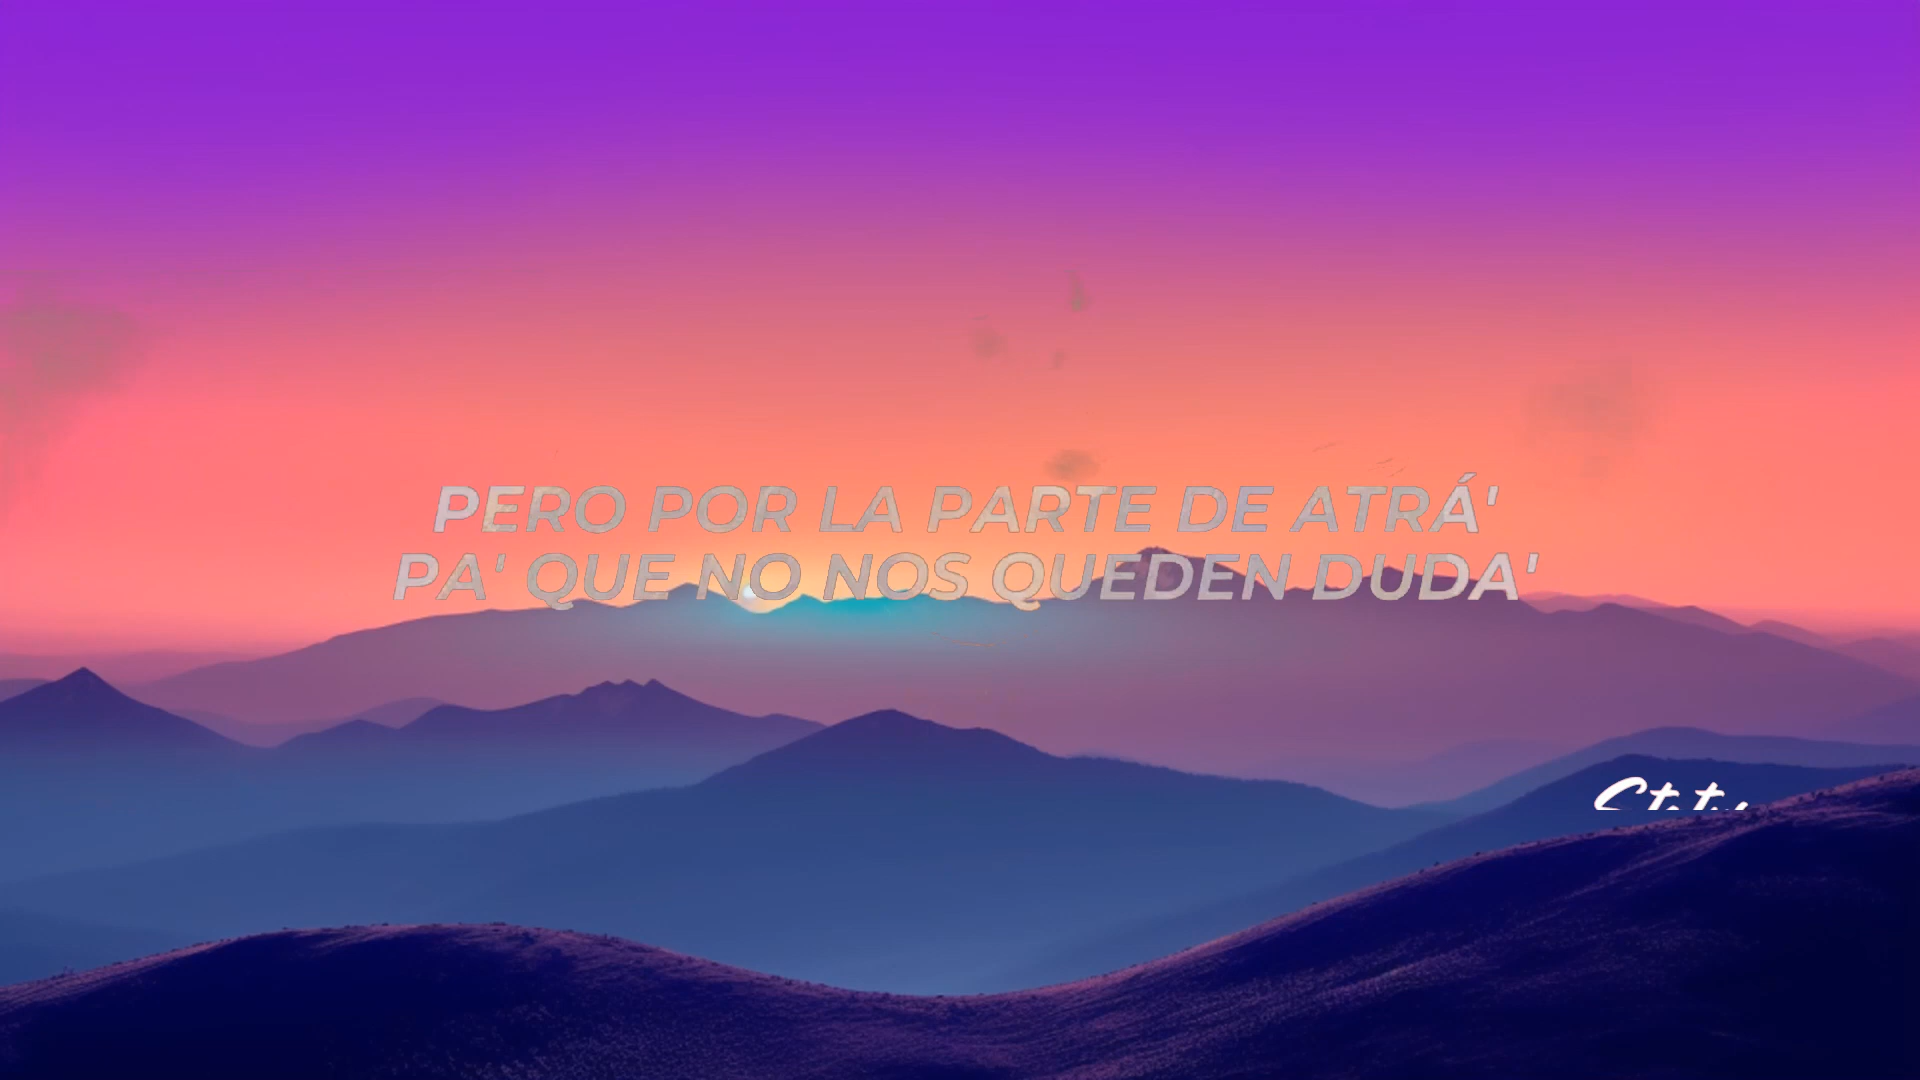 PERO POR LA PARTE DE ATRÁ'
PA' QUE NO NOS QUEDEN DUDA'